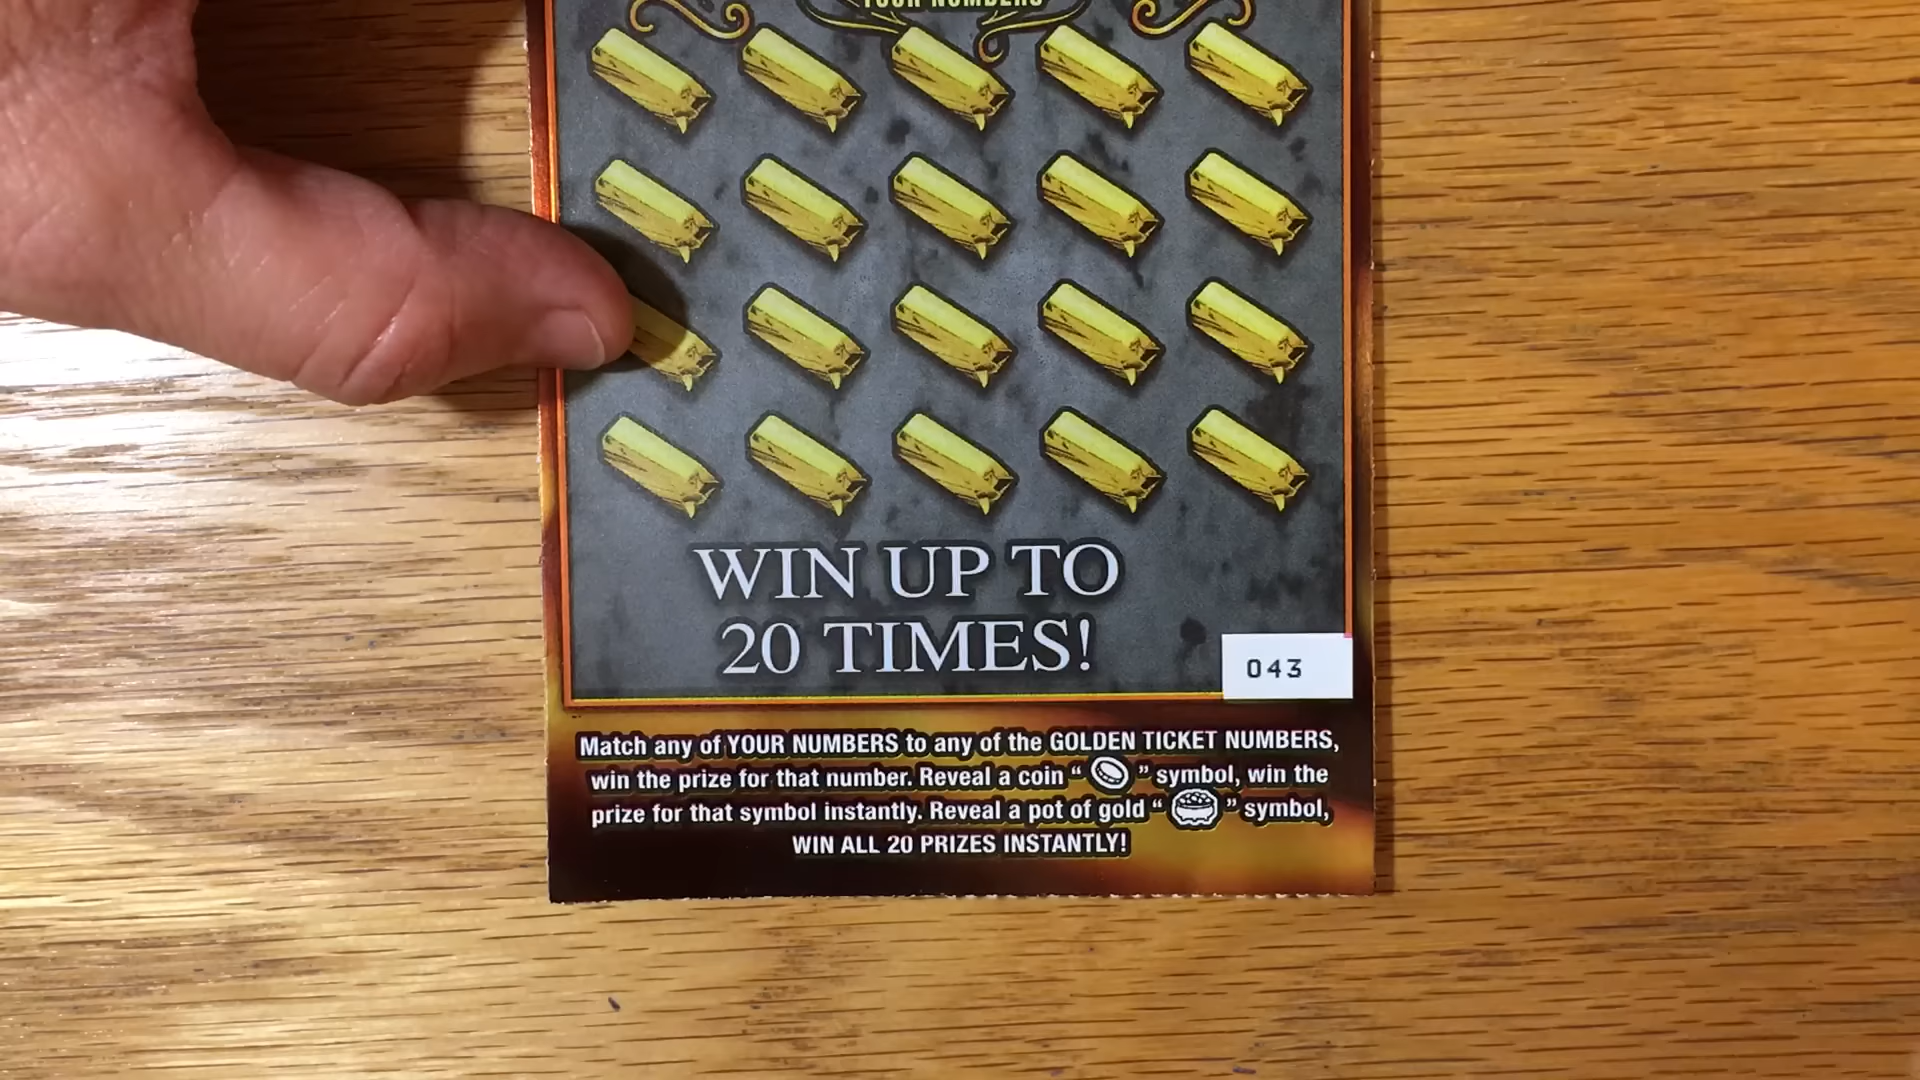 YOUR NUMBERS
WIN UP TO
20 TIMES!
043
Match any of YOUR NUMBERS to any of the GOLDEN TICKET NUMBERS,
win the prize for that number. Reveal a coin “ ” symbol, win the
prize for that symbol instantly. Reveal a pot of gold “ ” symbol,
WIN ALL 20 PRIZES INSTANTLY!